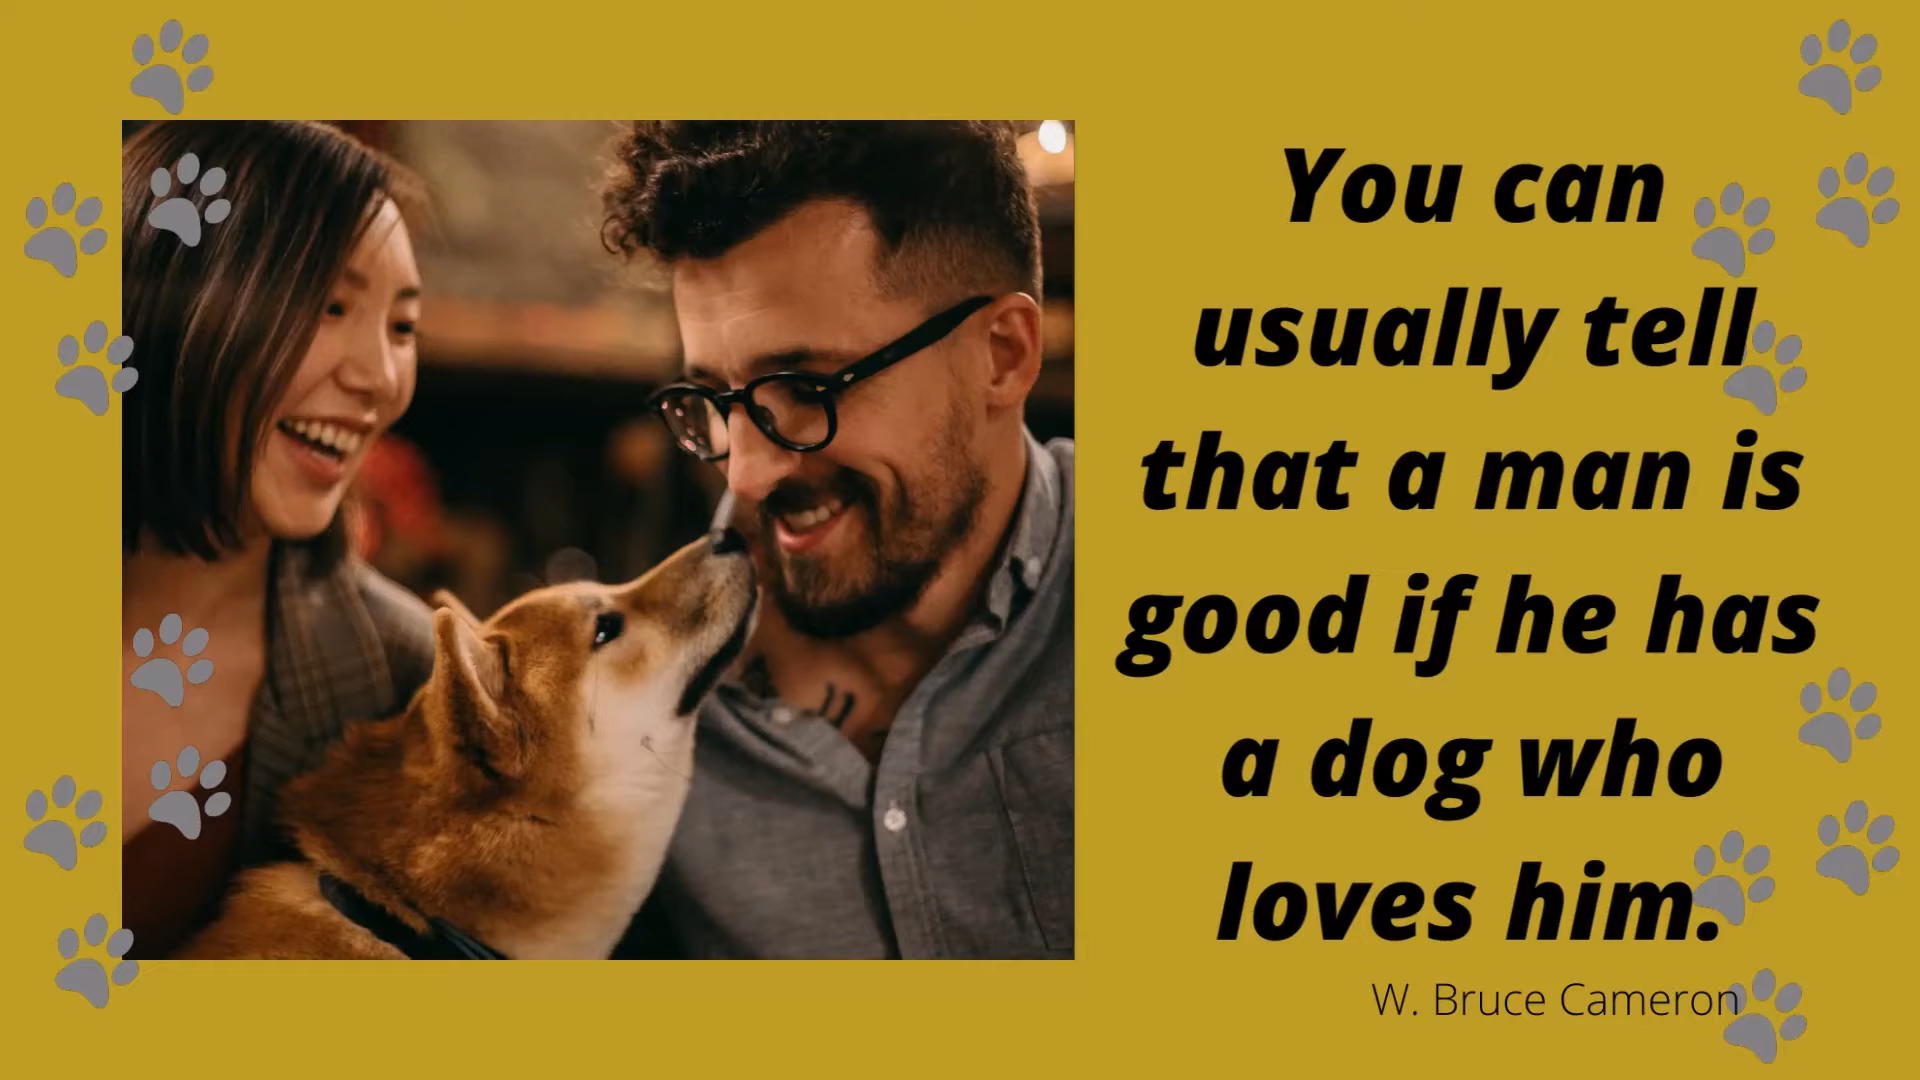 You can
usually tell
that a man is
good if he has
a dog who
loves him.
W. Bruce Cameron